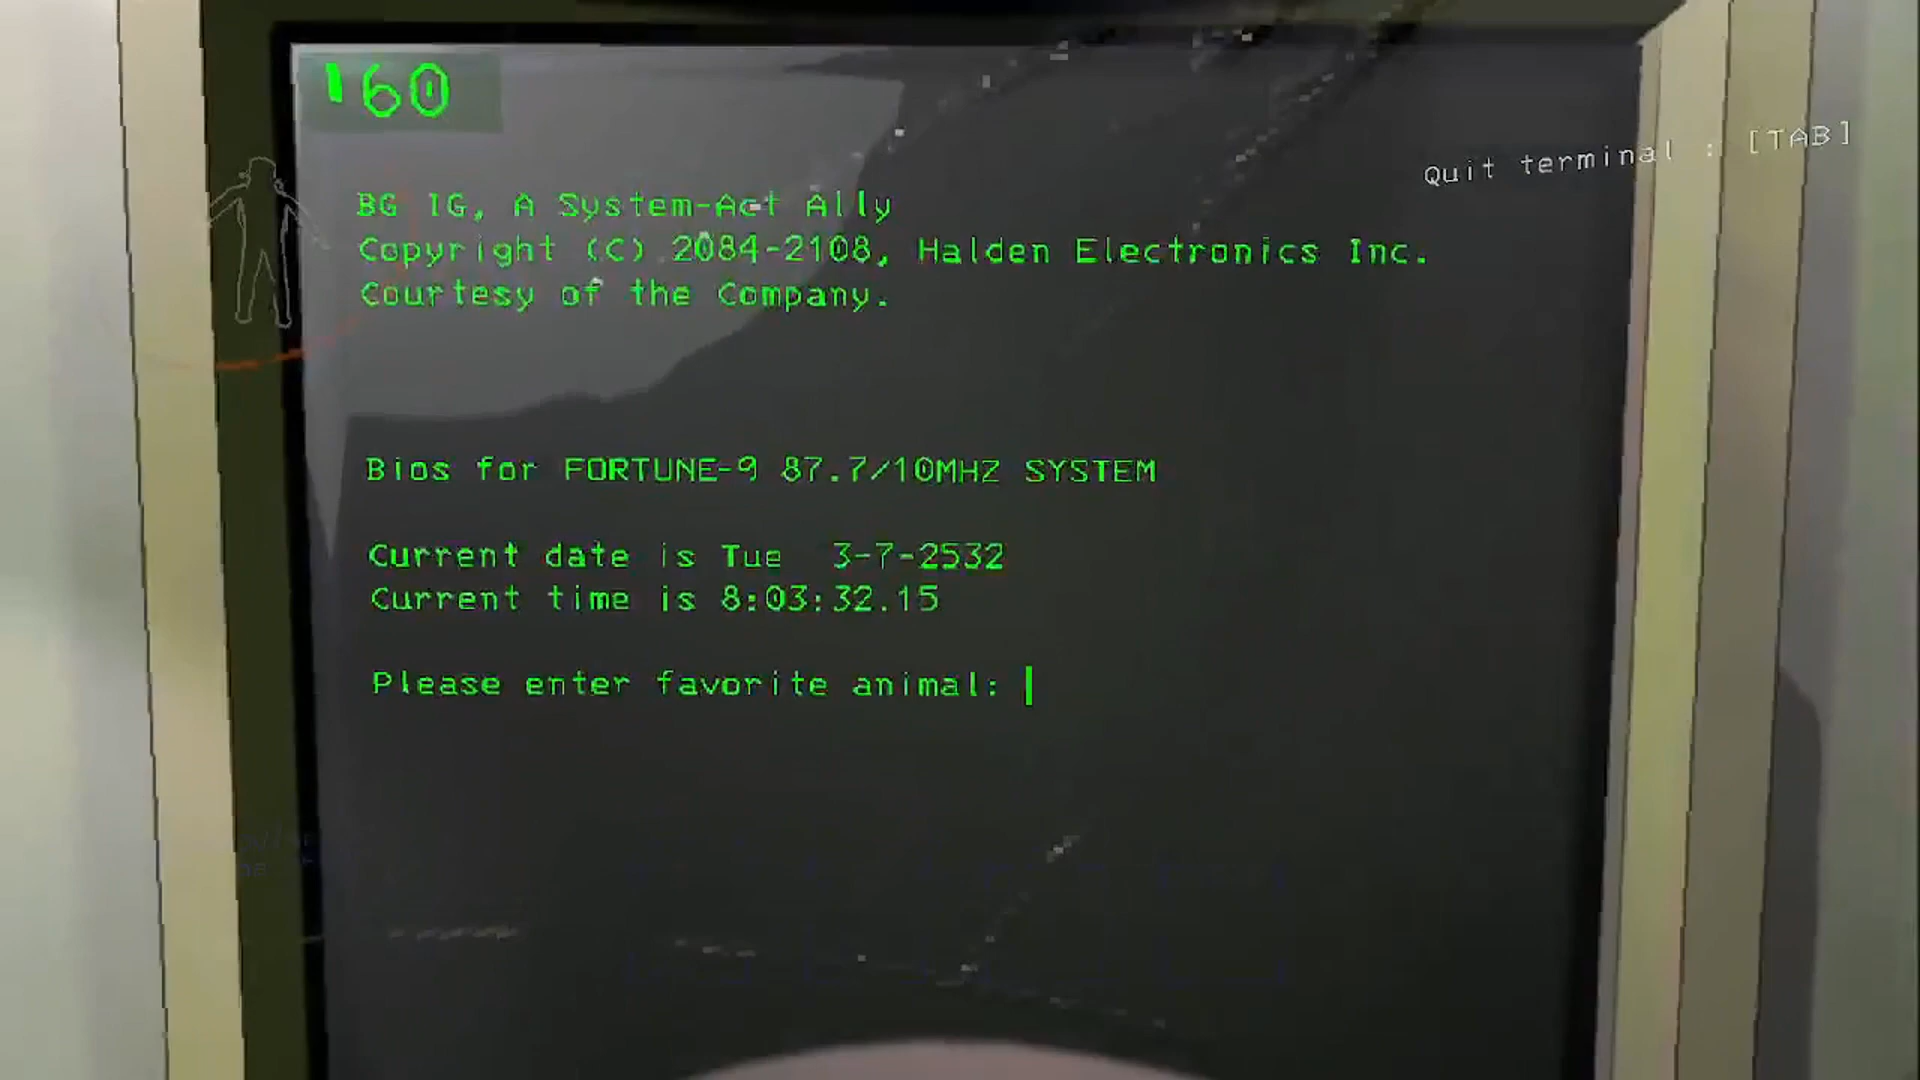 ▮60
Quit terminal : [TAB]
BG IG, A System-Act Ally
Copyright (C) 2084-2108, Halden Electronics Inc.
Courtesy of the Company.
Bios for FORTUNE-9 87.7/10MHZ SYSTEM
Current date is Tue  3-7-2532
Current time is 8:03:32.15
Please enter favorite animal: